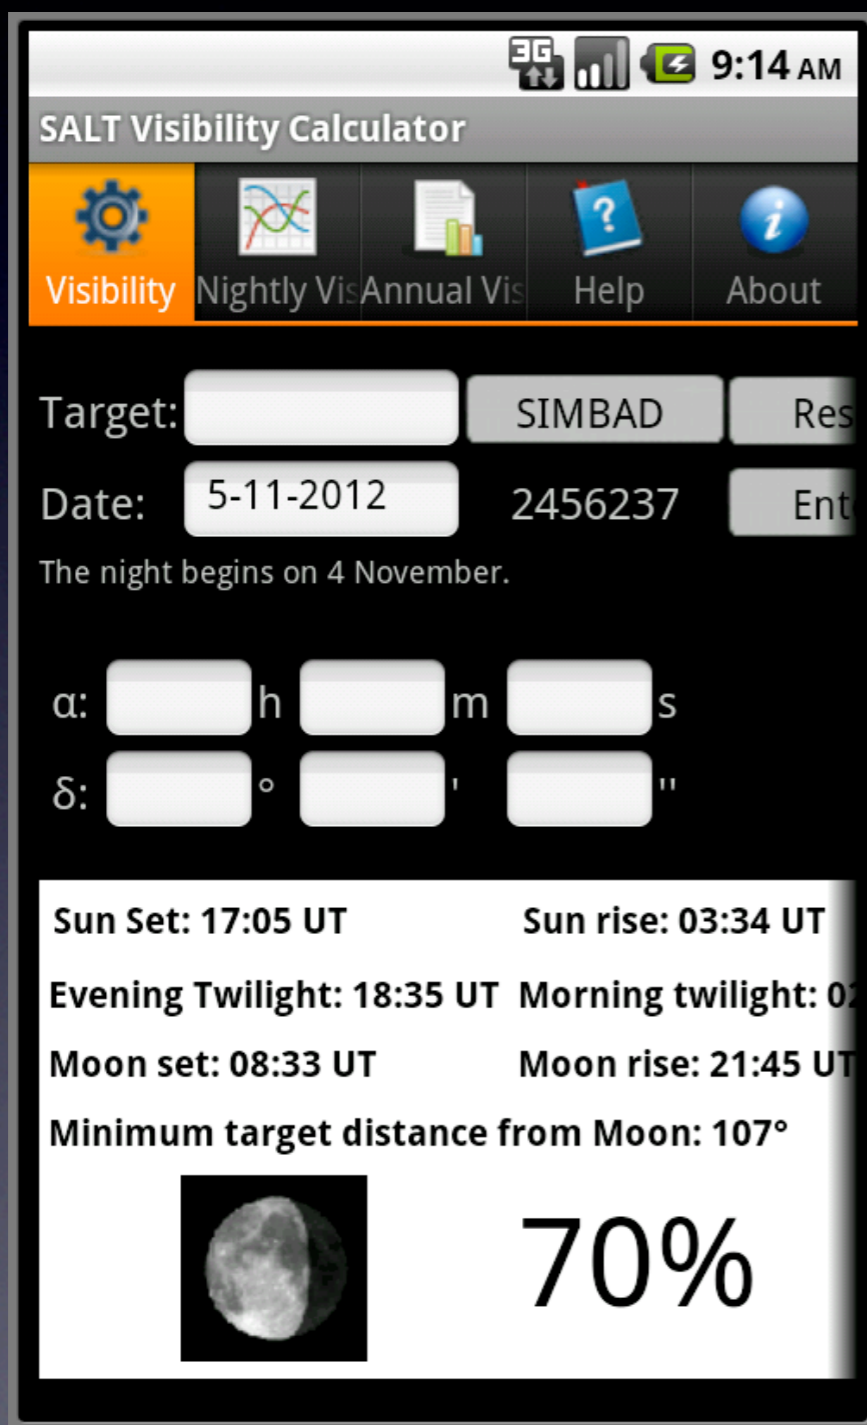 3G 9:14 AM
SALT Visibility Calculator
Visibility Nightly Vis Annual Vis Help About
Target: SIMBAD Res
Date: 5-11-2012 2456237 Ent
The night begins on 4 November.
α: h m s
δ: ° ' "
Sun Set: 17:05 UT Sun rise: 03:34 UT
Evening Twilight: 18:35 UT Morning twilight: 02
Moon set: 08:33 UT Moon rise: 21:45 UT
Minimum target distance from Moon: 107°
70%